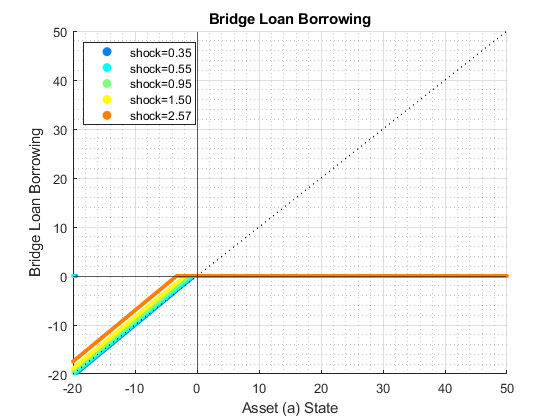 Bridge Loan Borrowing
shock=0.35
shock=0.55
shock=0.95
shock=1.50
shock=2.57
50
40
30
20
10
0
-10
-20
Bridge Loan Borrowing
-20 -10 0 10 20 30 40 50
Asset (a) State